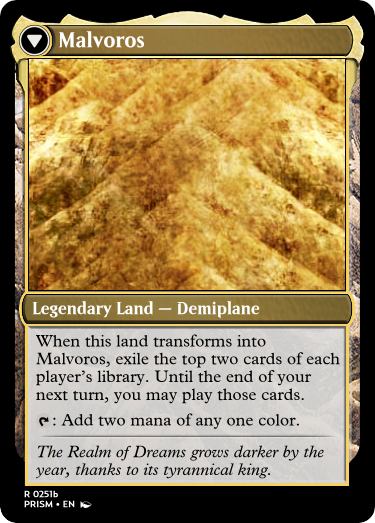 Malvoros
Legendary Land — Demiplane
When this land transforms into
Malvoros, exile the top two cards of each
player's library. Until the end of your
next turn, you may play those cards.
: Add two mana of any one color.
The Realm of Dreams grows darker by the
year, thanks to its tyrannical king.
R 0251b
PRISM • EN